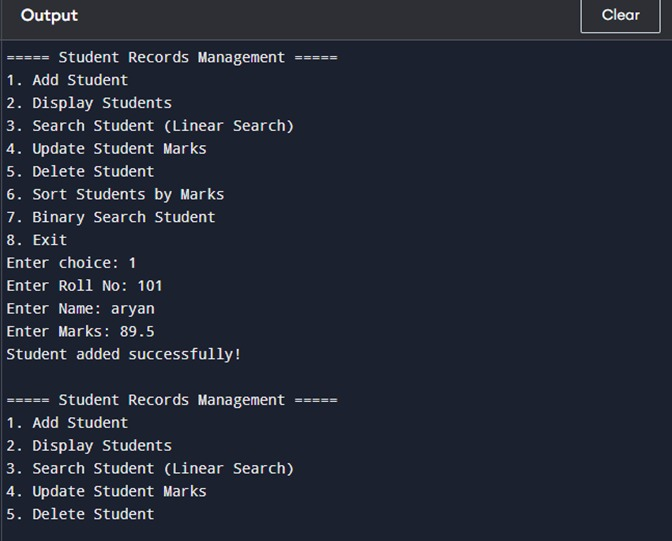 Output
Clear
===== Student Records Management =====
1. Add Student
2. Display Students
3. Search Student (Linear Search)
4. Update Student Marks
5. Delete Student
6. Sort Students by Marks
7. Binary Search Student
8. Exit
Enter choice: 1
Enter Roll No: 101
Enter Name: aryan
Enter Marks: 89.5
Student added successfully!

===== Student Records Management =====
1. Add Student
2. Display Students
3. Search Student (Linear Search)
4. Update Student Marks
5. Delete Student